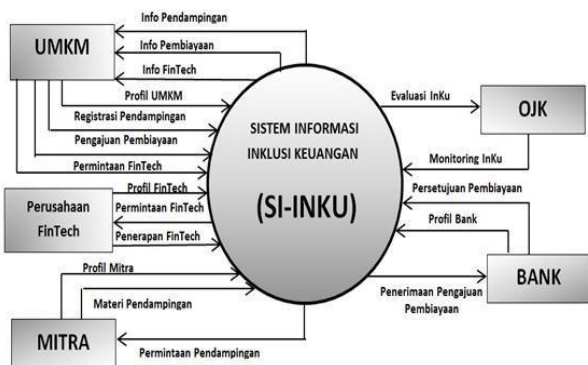 Info Pendampingan
UMKM
Info Pembiayaan
Info FinTech
Profil UMKM
Registrasi Pendampingan
Pengajuan Pembiayaan
Permintaan FinTech
Profil FinTech
Perusahaan
FinTech
Permintaan FinTech
Penerapan FinTech
Profil Mitra
Materi Pendampingan
MITRA
Permintaan Pendampingan
SISTEM INFORMASI
INKLUSI KEUANGAN
(SI-INKU)
Evaluasi InKu
OJK
Monitoring InKu
Persetujuan Pembiayaan
Profil Bank
BANK
Penerimaan Pengajuan
Pembiayaan